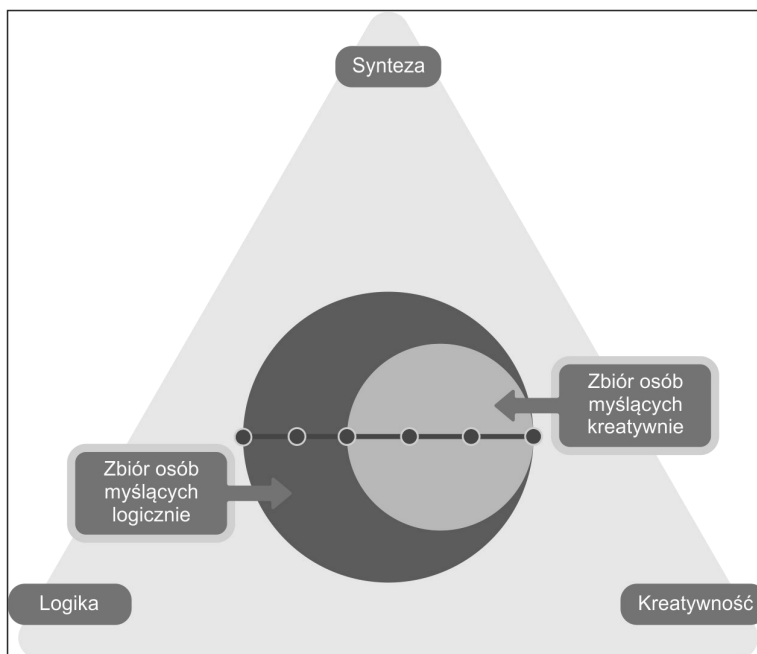 Synteza
Zbiór osób
myślących
kreatywnie
Zbiór osób
myślących
logicznie
Logika
Kreatywność